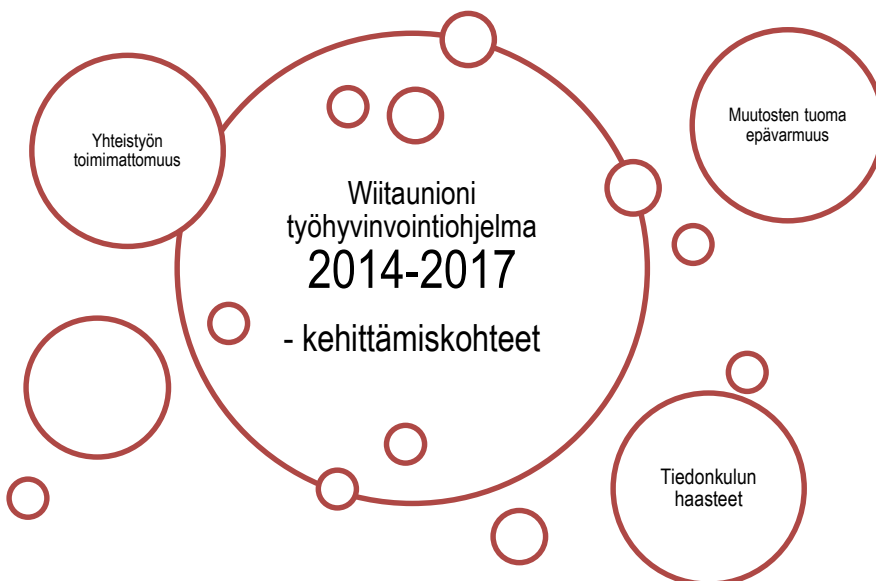 Yhteistyön
toimimattomuus
Wiitaunioni
työhyvinvointiohjelma
2014-2017
- kehittämiskohteet
Muutosten tuoma
epävarmuus
Tiedonkulun
haasteet